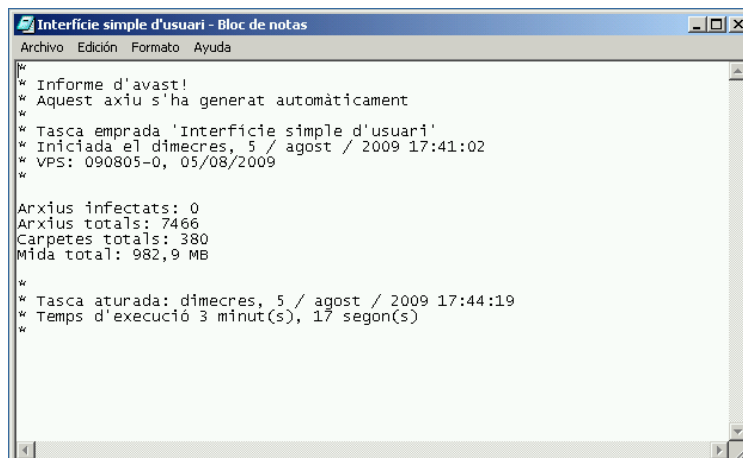 Interfície simple d'usuari - Bloc de notas
Archivo Edición Formato Ayuda
*
* Informe d'avast!
* Aquest axiu s'ha generat automàticament
*
* Tasca emprada 'Interfície simple d'usuari'
* Iniciada el dimecres, 5 / agost / 2009 17:41:02
* VPS: 090805-0, 05/08/2009
*
Arxius infectats: 0
Arxius totals: 7466
Carpetes totals: 380
Mida total: 982,9 MB
*
* Tasca aturada: dimecres, 5 / agost / 2009 17:44:19
* Temps d'execució 3 minut(s), 17 segon(s)
*